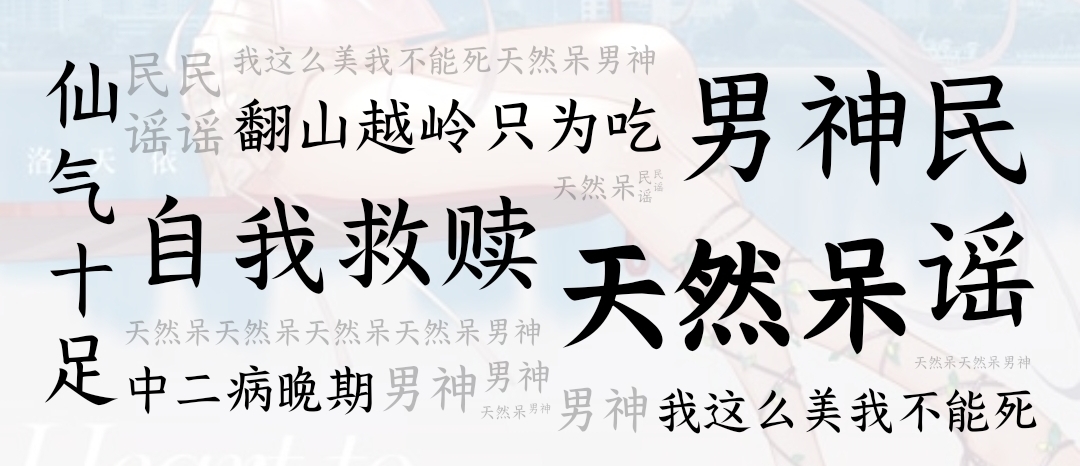 仙气十足
民谣
民谣
我这么美我不能死天然呆男神
翻山越岭只为吃
男神
民谣
洛天依
天然呆
民谣
民谣
自我救赎
天然呆
天然呆天然呆天然呆天然呆男神
天然呆天然呆男神
中二病晚期
男神
男神
天然呆男神
男神
我这么美我不能死
Heart to